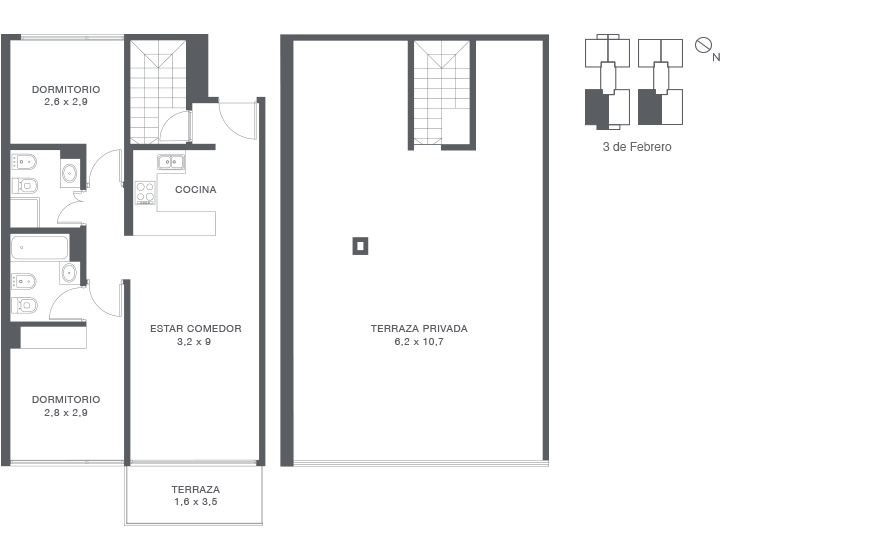 DORMITORIO
2,6 x 2,9
COCINA
ESTAR COMEDOR
3,2 x 9
DORMITORIO
2,8 x 2,9
TERRAZA
1,6 x 3,5
TERRAZA PRIVADA
6,2 x 10,7
N
3 de Febrero